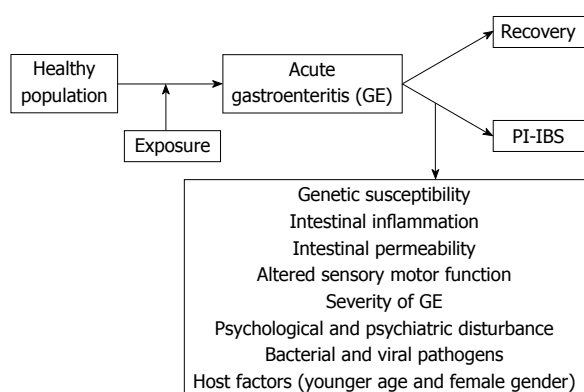 Healthy
population
Exposure
Acute
gastroenteritis (GE)
Recovery
PI-IBS
Genetic susceptibility
Intestinal inflammation
Intestinal permeability
Altered sensory motor function
Severity of GE
Psychological and psychiatric disturbance
Bacterial and viral pathogens
Host factors (younger age and female gender)